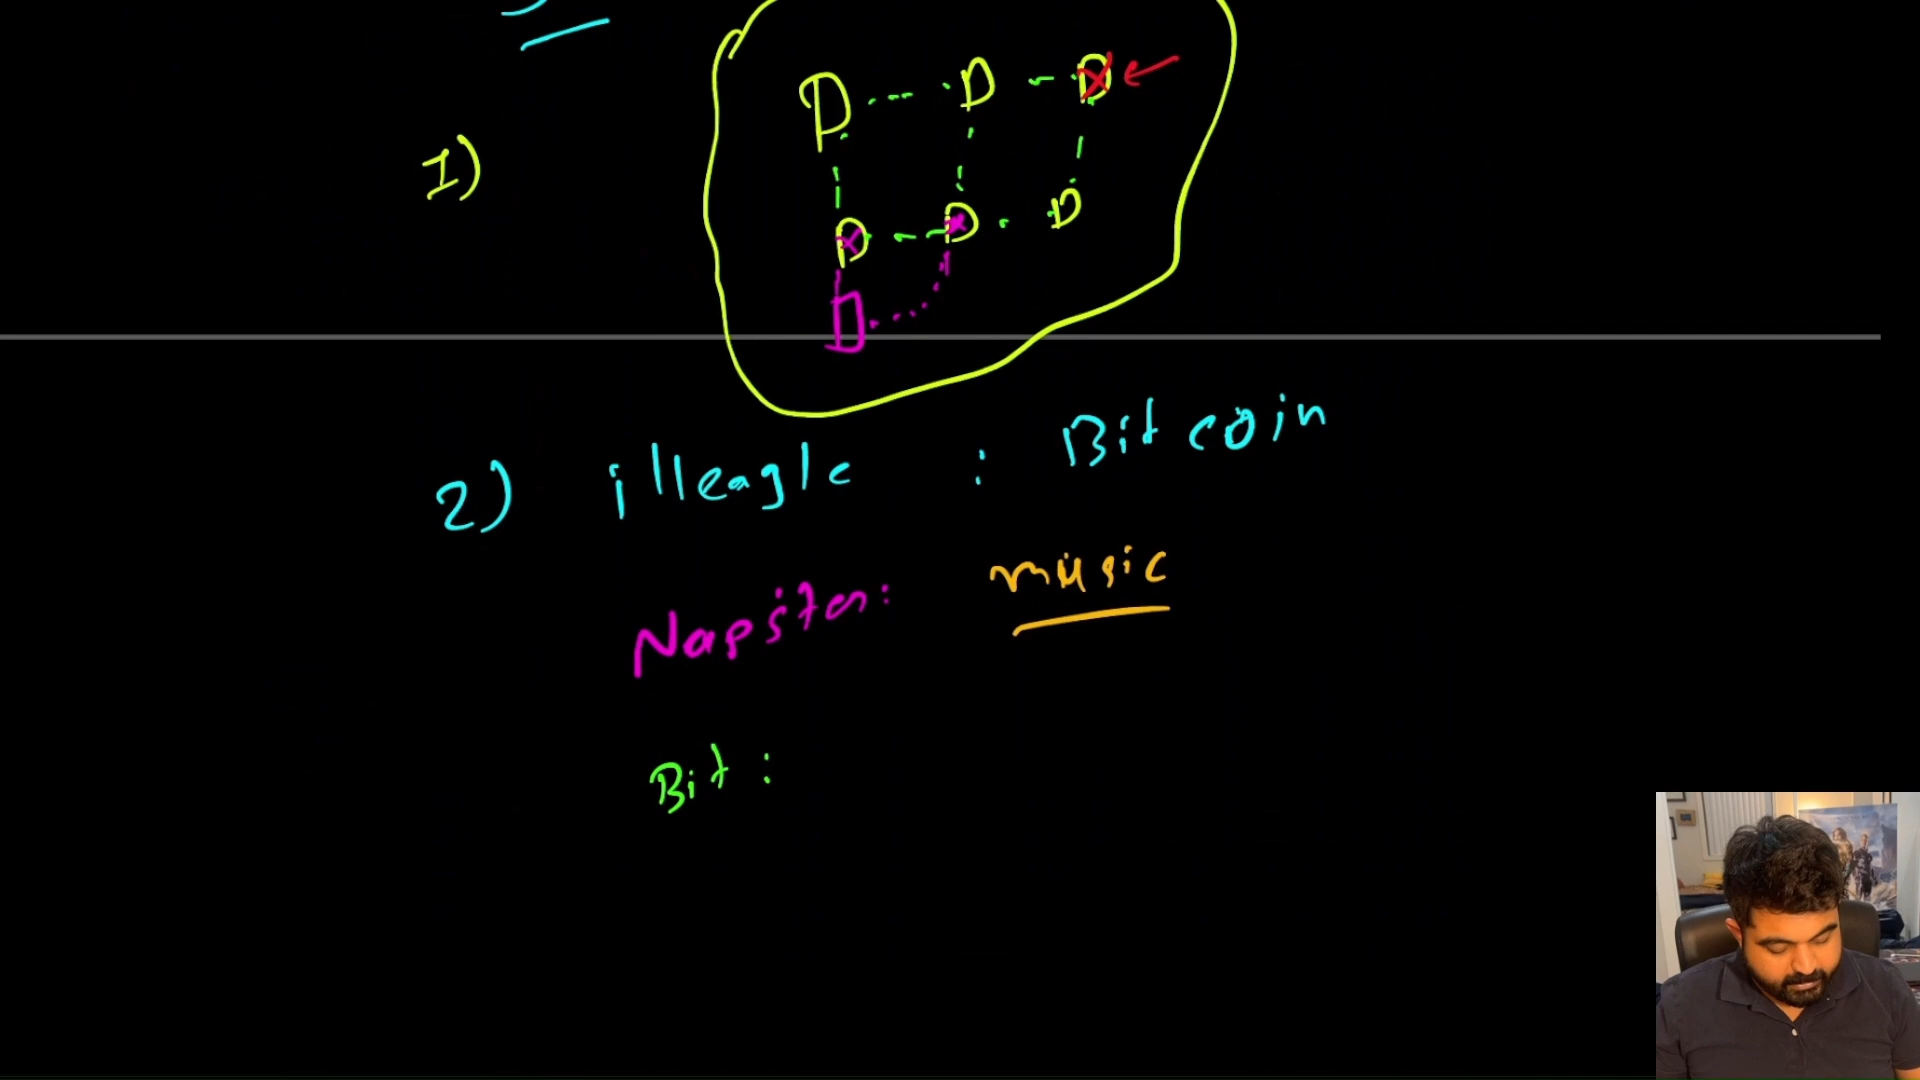 D D D
1)
D D D
D
2) illeagle : Bitcoin
Napster: music
Bit :